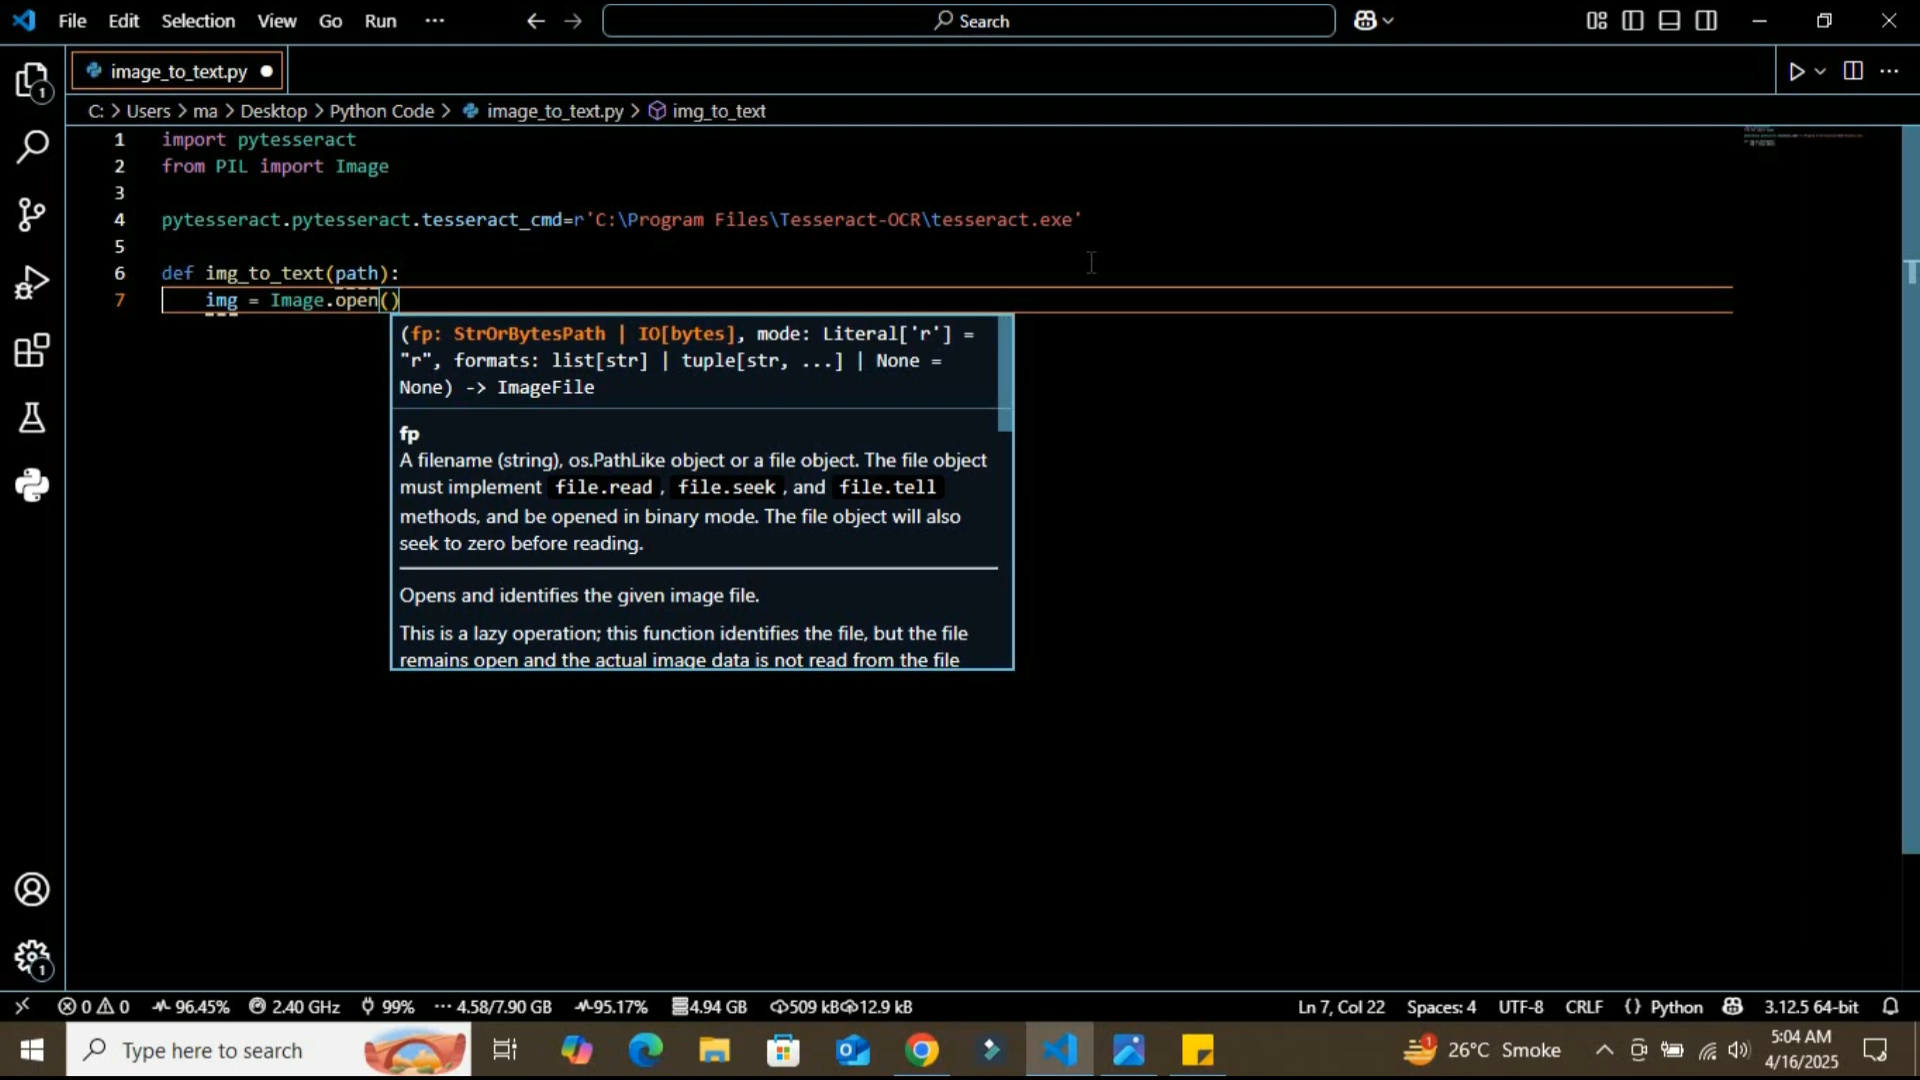 File Edit Selection View Go Run ···
Search
image_to_text.py
C: > Users > ma > Desktop > Python Code > image_to_text.py > img_to_text
1 import pytesseract
2 from PIL import Image
3
4 pytesseract.pytesseract.tesseract_cmd=r'C:\Program Files\Tesseract-OCR\tesseract.exe'
5
6 def img_to_text(path):
7     img = Image.open()
(fp: StrOrBytesPath | IO[bytes], mode: Literal['r'] =
"r", formats: list[str] | tuple[str, ...] | None =
None) -> ImageFile
fp
A filename (string), os.PathLike object or a file object. The file object
must implement file.read , file.seek , and file.tell
methods, and be opened in binary mode. The file object will also
seek to zero before reading.
Opens and identifies the given image file.
This is a lazy operation; this function identifies the file, but the file
remains open and the actual image data is not read from the file
1
1
0 0 96.45% 2.40 GHz 99% ··· 4.58/7.90 GB 95.17% 4.94 GB 509 kB 12.9 kB Ln 7, Col 22 Spaces: 4 UTF-8 CRLF {} Python 3.12.5 64-bit
Type here to search
1 26°C Smoke
5:04 AM
4/16/2025